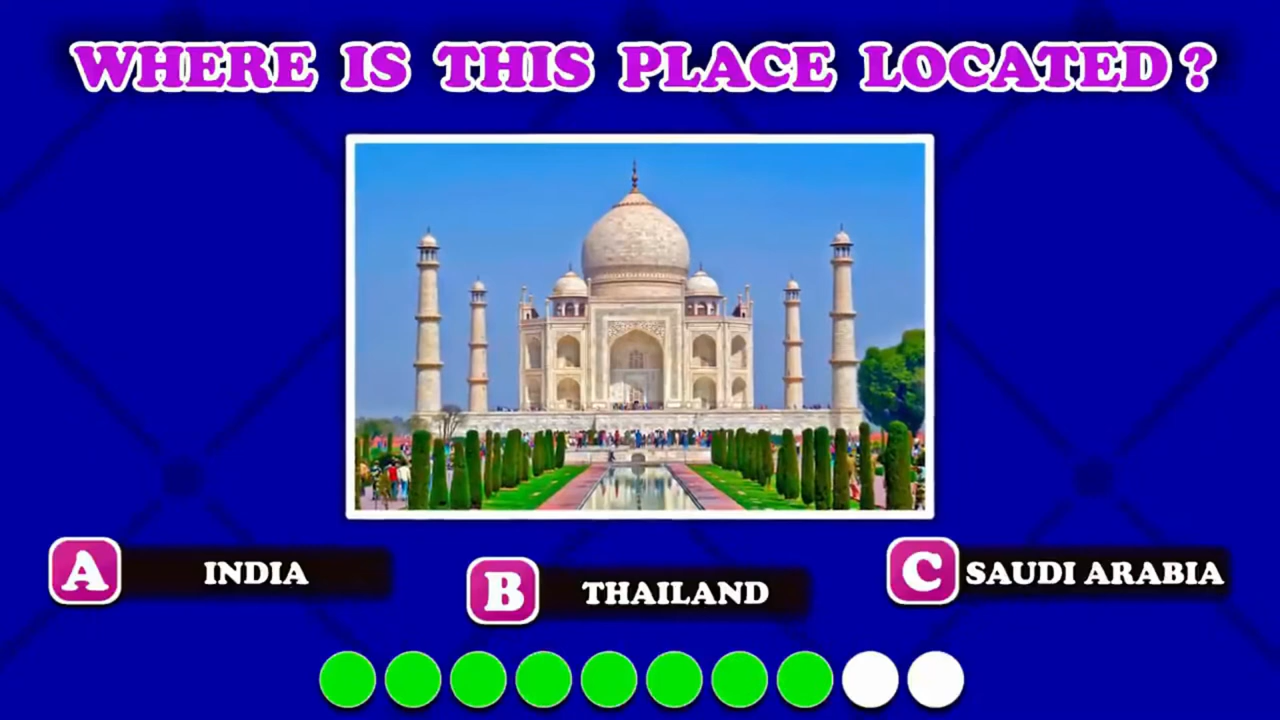 WHERE IS THIS PLACE LOCATED?
A INDIA
B THAILAND
C SAUDI ARABIA